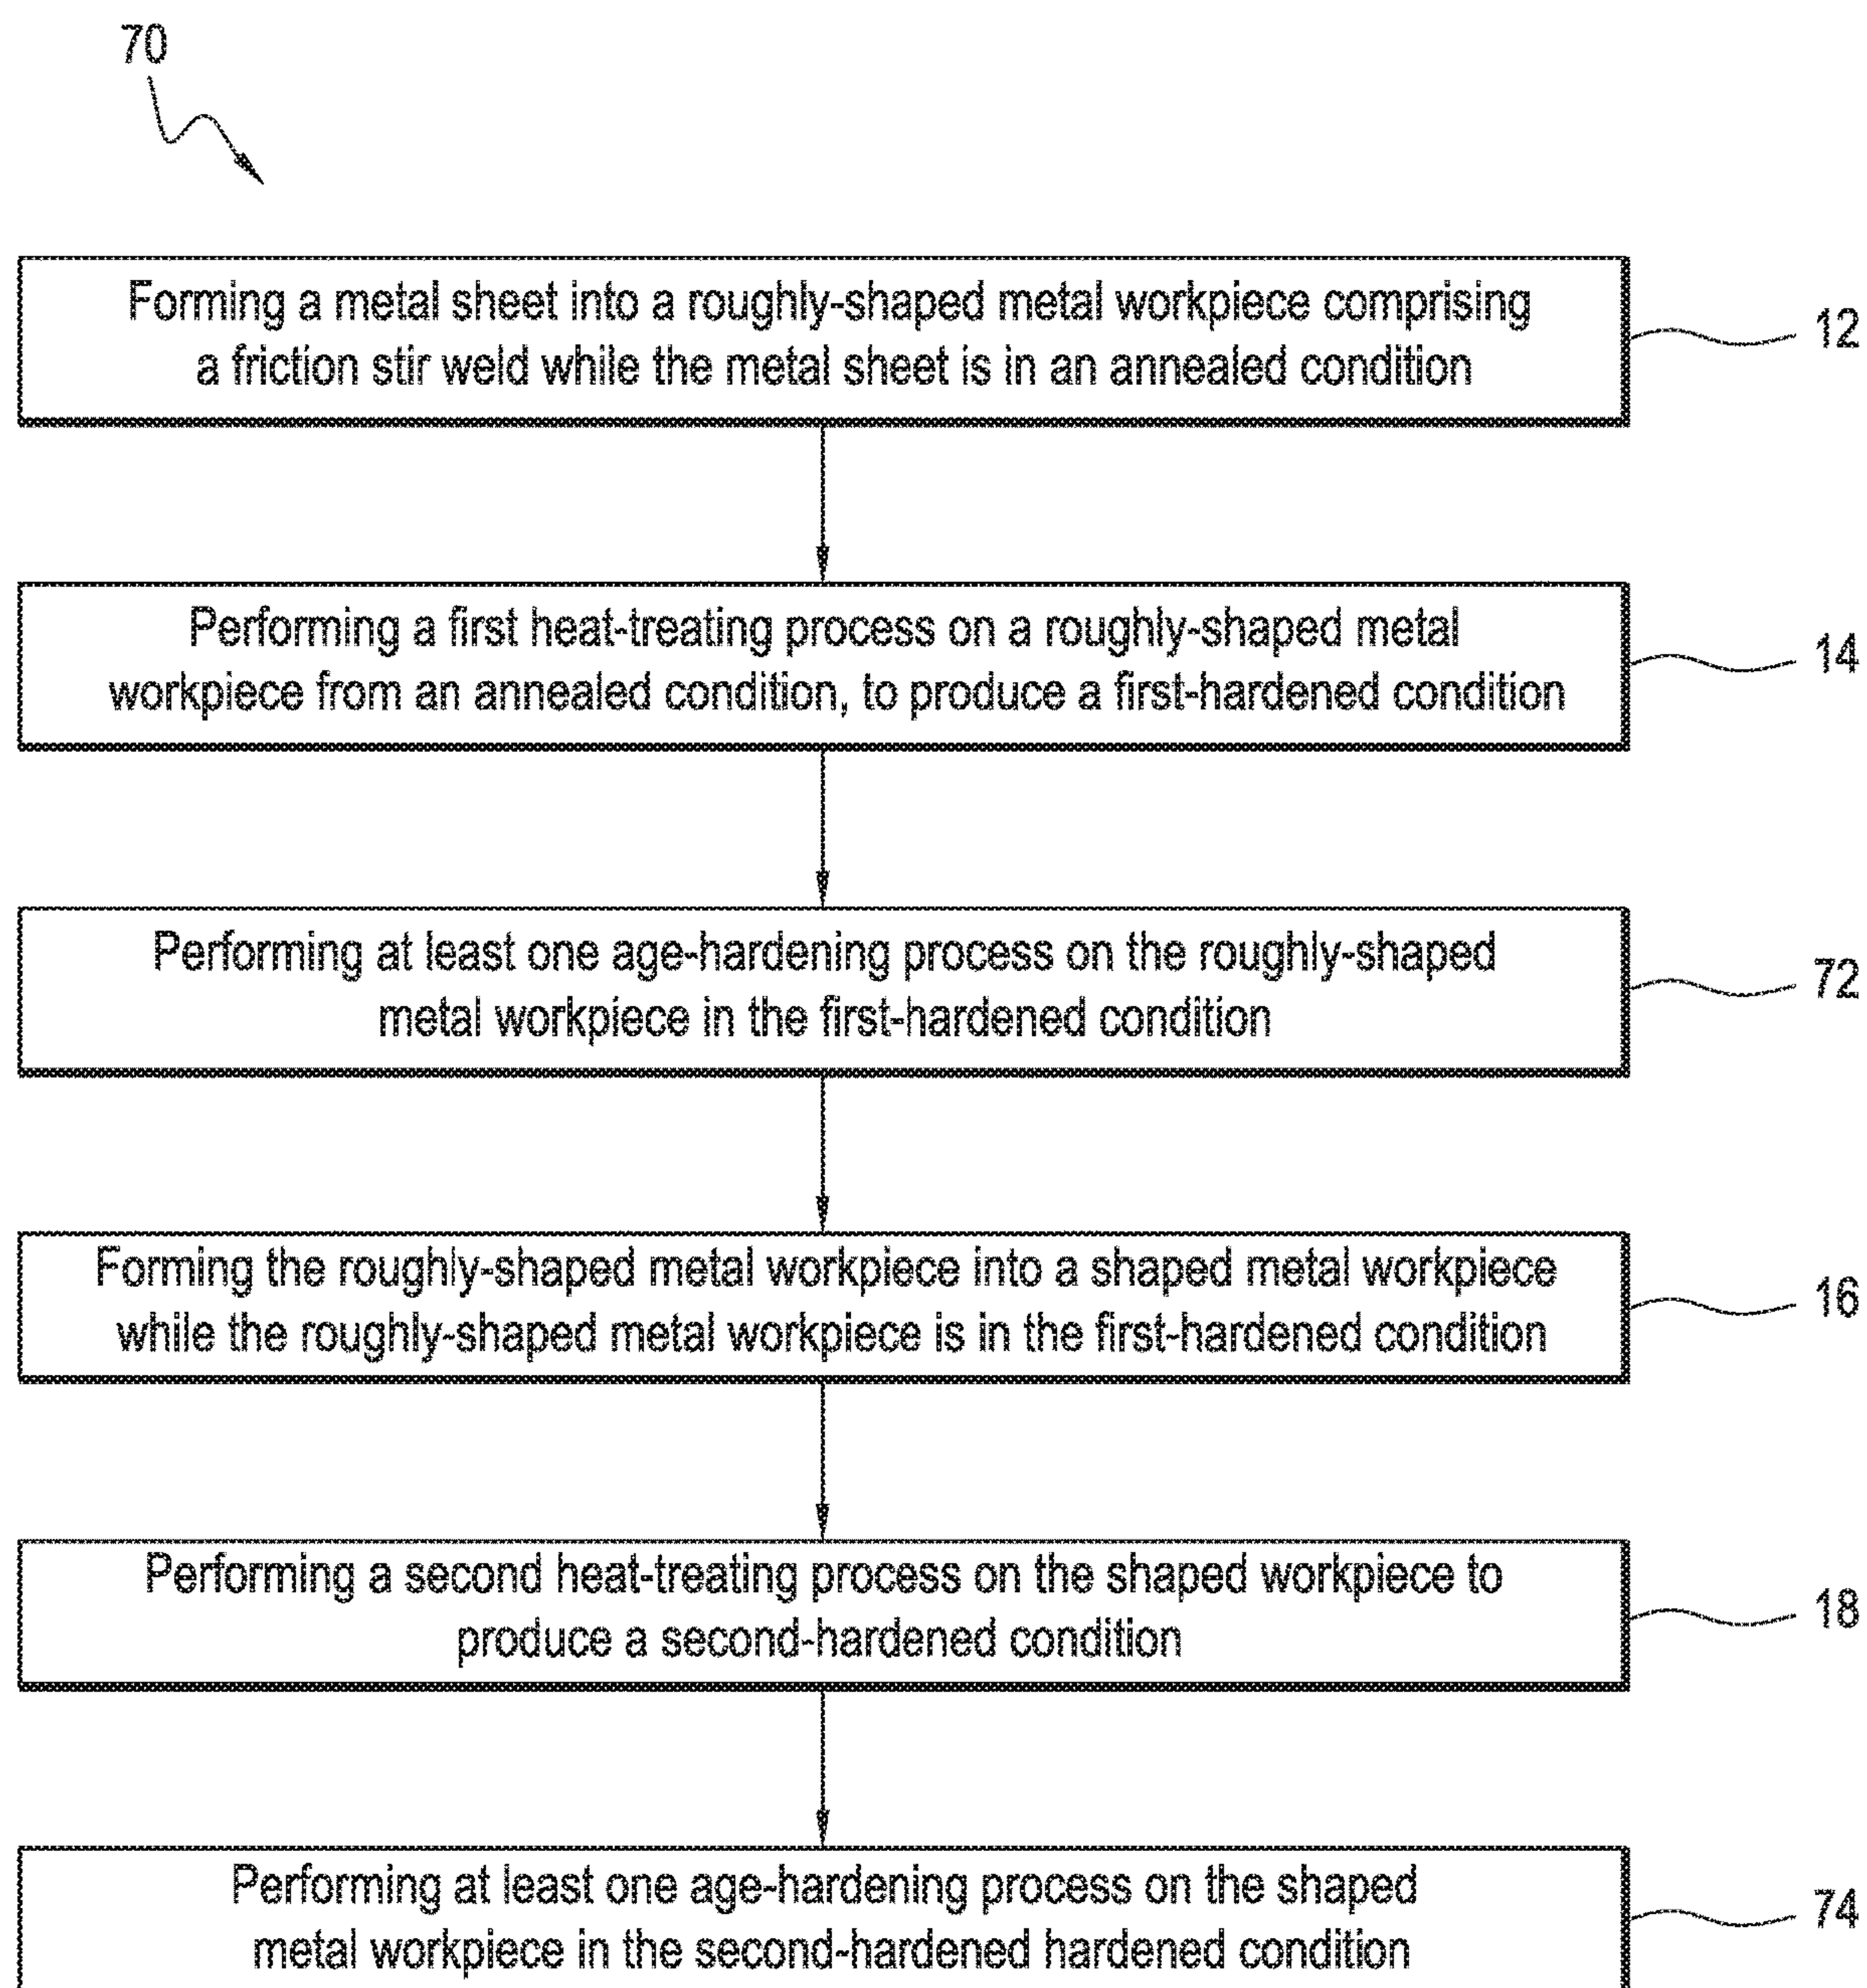 70
Forming a metal sheet into a roughly-shaped metal workpiece comprising
a friction stir weld while the metal sheet is in an annealed condition
12
Performing a first heat-treating process on a roughly-shaped metal
workpiece from an annealed condition, to produce a first-hardened condition
14
Performing at least one age-hardening process on the roughly-shaped
metal workpiece in the first-hardened condition
72
Forming the roughly-shaped metal workpiece into a shaped metal workpiece
while the roughly-shaped metal workpiece is in the first-hardened condition
16
Performing a second heat-treating process on the shaped workpiece to
produce a second-hardened condition
18
Performing at least one age-hardening process on the shaped
metal workpiece in the second-hardened hardened condition
74